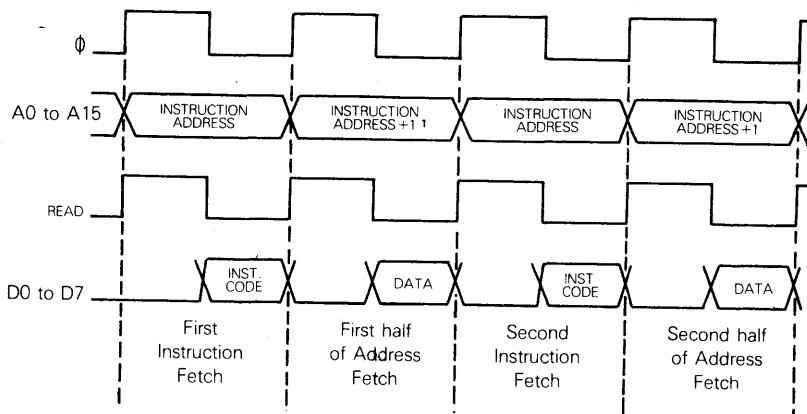 ϕ
A0 to A15
INSTRUCTION
ADDRESS
INSTRUCTION
ADDRESS+1
INSTRUCTION
ADDRESS
INSTRUCTION
ADDRESS+1
READ
D0 to D7
INST.
CODE
DATA
INST
CODE
DATA
First
Instruction
Fetch
First half
of Address
Fetch
Second
Instruction
Fetch
Second half
of Address
Fetch